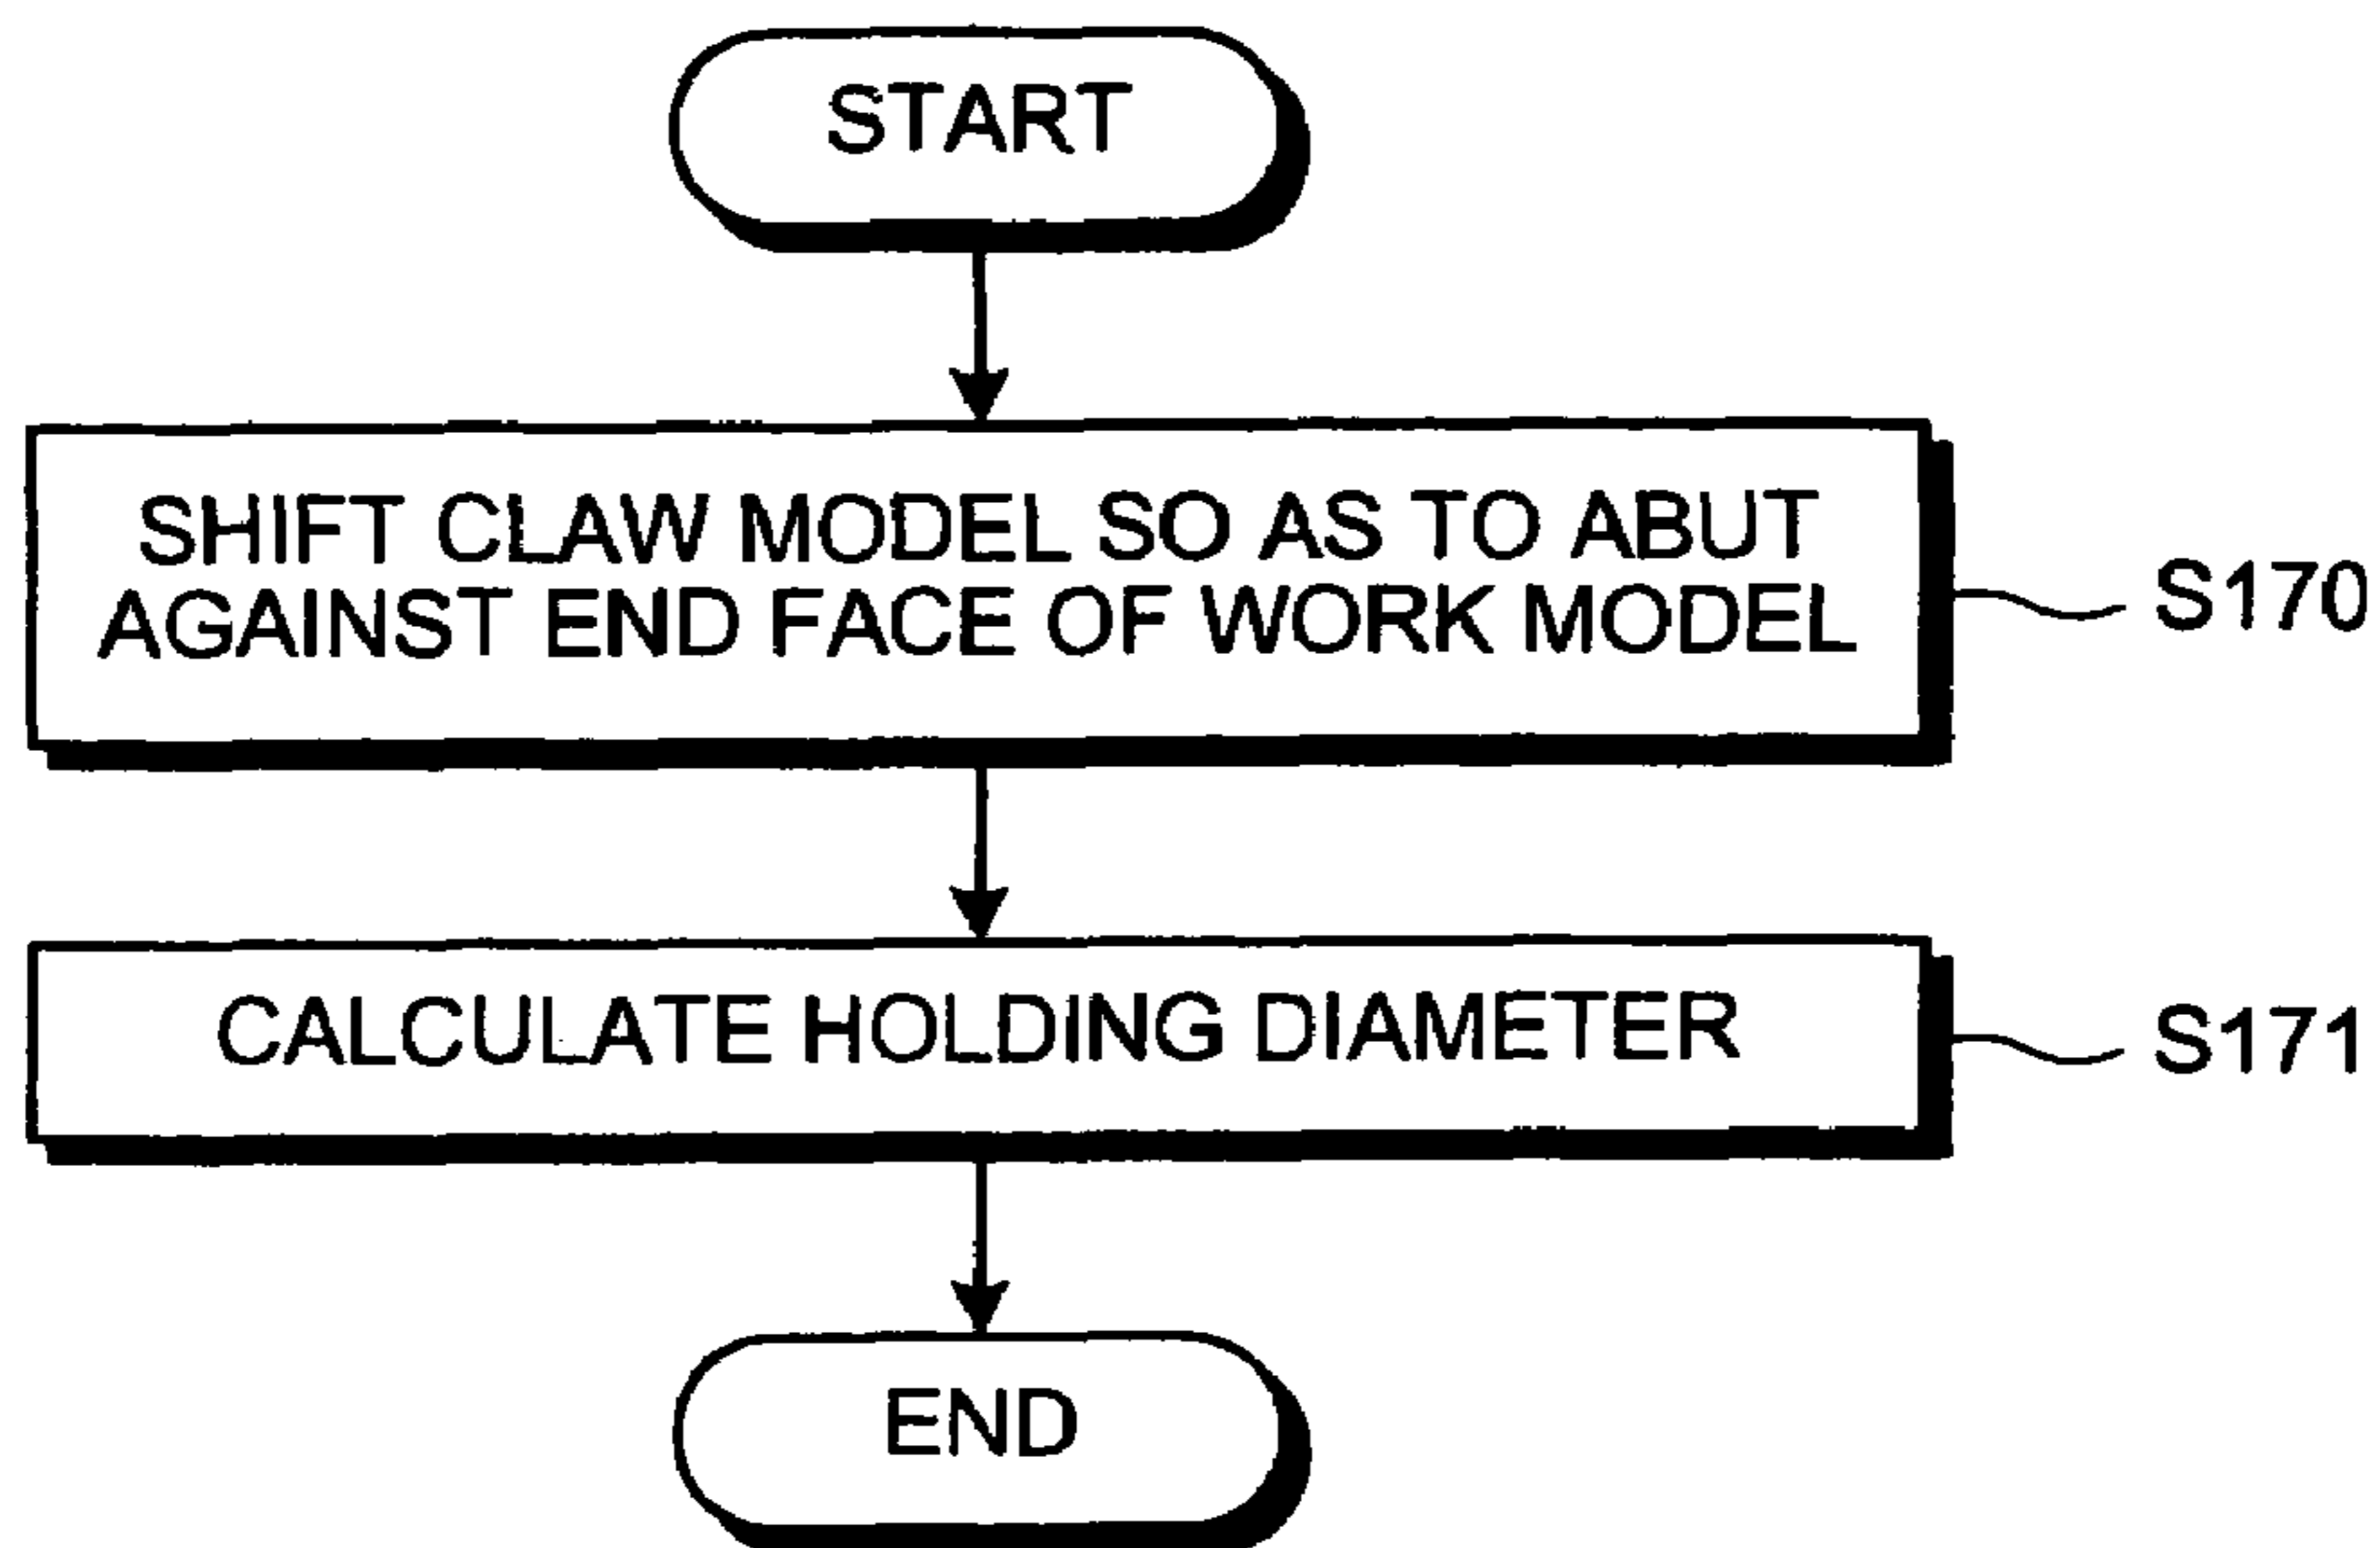 START
SHIFT CLAW MODEL SO AS TO ABUT
AGAINST END FACE OF WORK MODEL
S170
CALCULATE HOLDING DIAMETER
S171
END